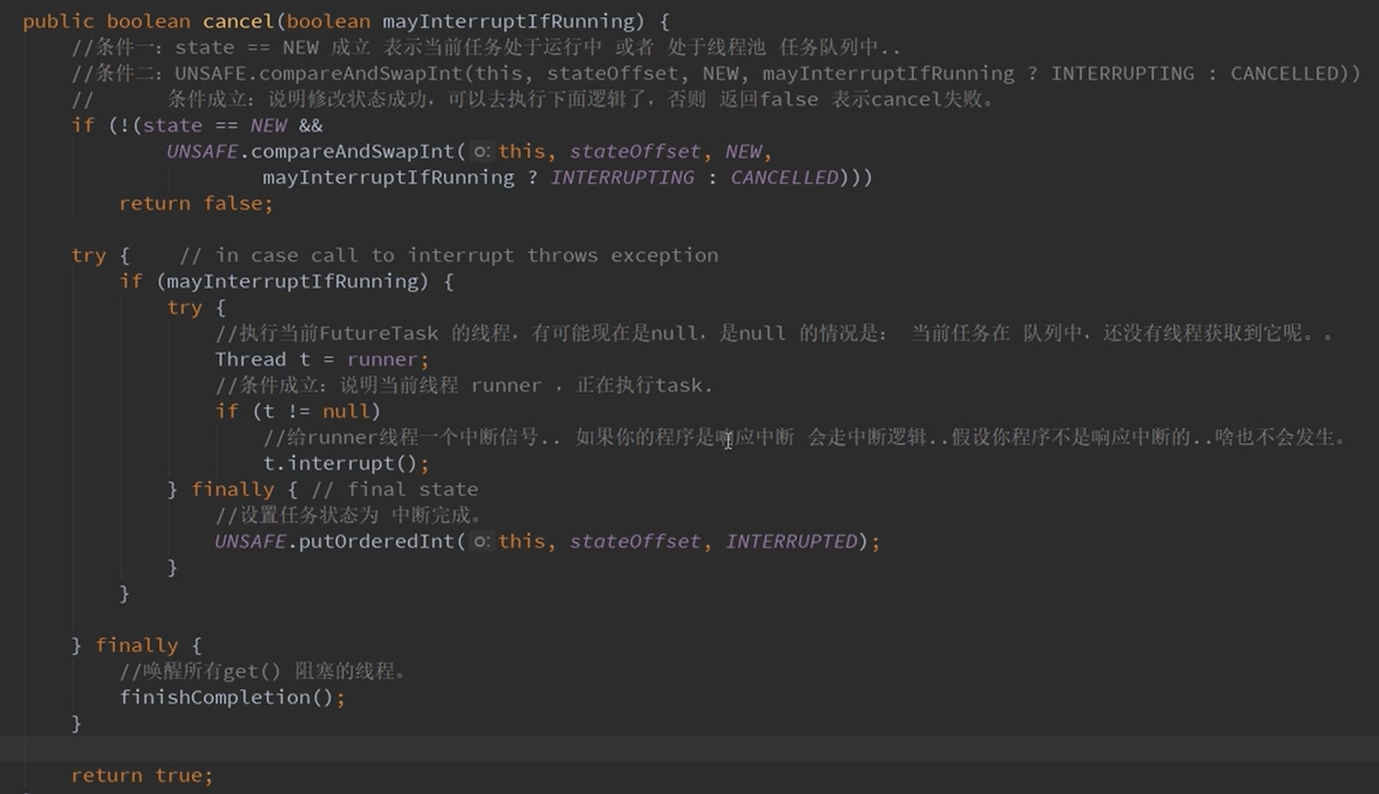 public boolean cancel(boolean mayInterruptIfRunning) {
//条件一：state == NEW 成立 表示当前任务处于运行中 或者 处于线程池 任务队列中..
//条件二：UNSAFE.compareAndSwapInt(this, stateOffset, NEW, mayInterruptIfRunning ? INTERRUPTING : CANCELLED))
//      条件成立：说明修改状态成功，可以去执行下面逻辑了，否则 返回false 表示cancel失败。
if (!(state == NEW &&
UNSAFE.compareAndSwapInt( o: this, stateOffset, NEW,
mayInterruptIfRunning ? INTERRUPTING : CANCELLED)))
return false;
try {    // in case call to interrupt throws exception
if (mayInterruptIfRunning) {
try {
//执行当前FutureTask 的线程，有可能现在是null，是null 的情况是： 当前任务在 队列中，还没有线程获取到它呢。。
Thread t = runner;
//条件成立：说明当前线程 runner ，正在执行task.
if (t != null)
//给runner线程一个中断信号.. 如果你的程序是响应中断 会走中断逻辑..假设你程序不是响应中断的..啥也不会发生。
t.interrupt();
} finally { // final state
//设置任务状态为 中断完成。
UNSAFE.putOrderedInt( o: this, stateOffset, INTERRUPTED);
}
}
} finally {
//唤醒所有get() 阻塞的线程。
finishCompletion();
}
return true;